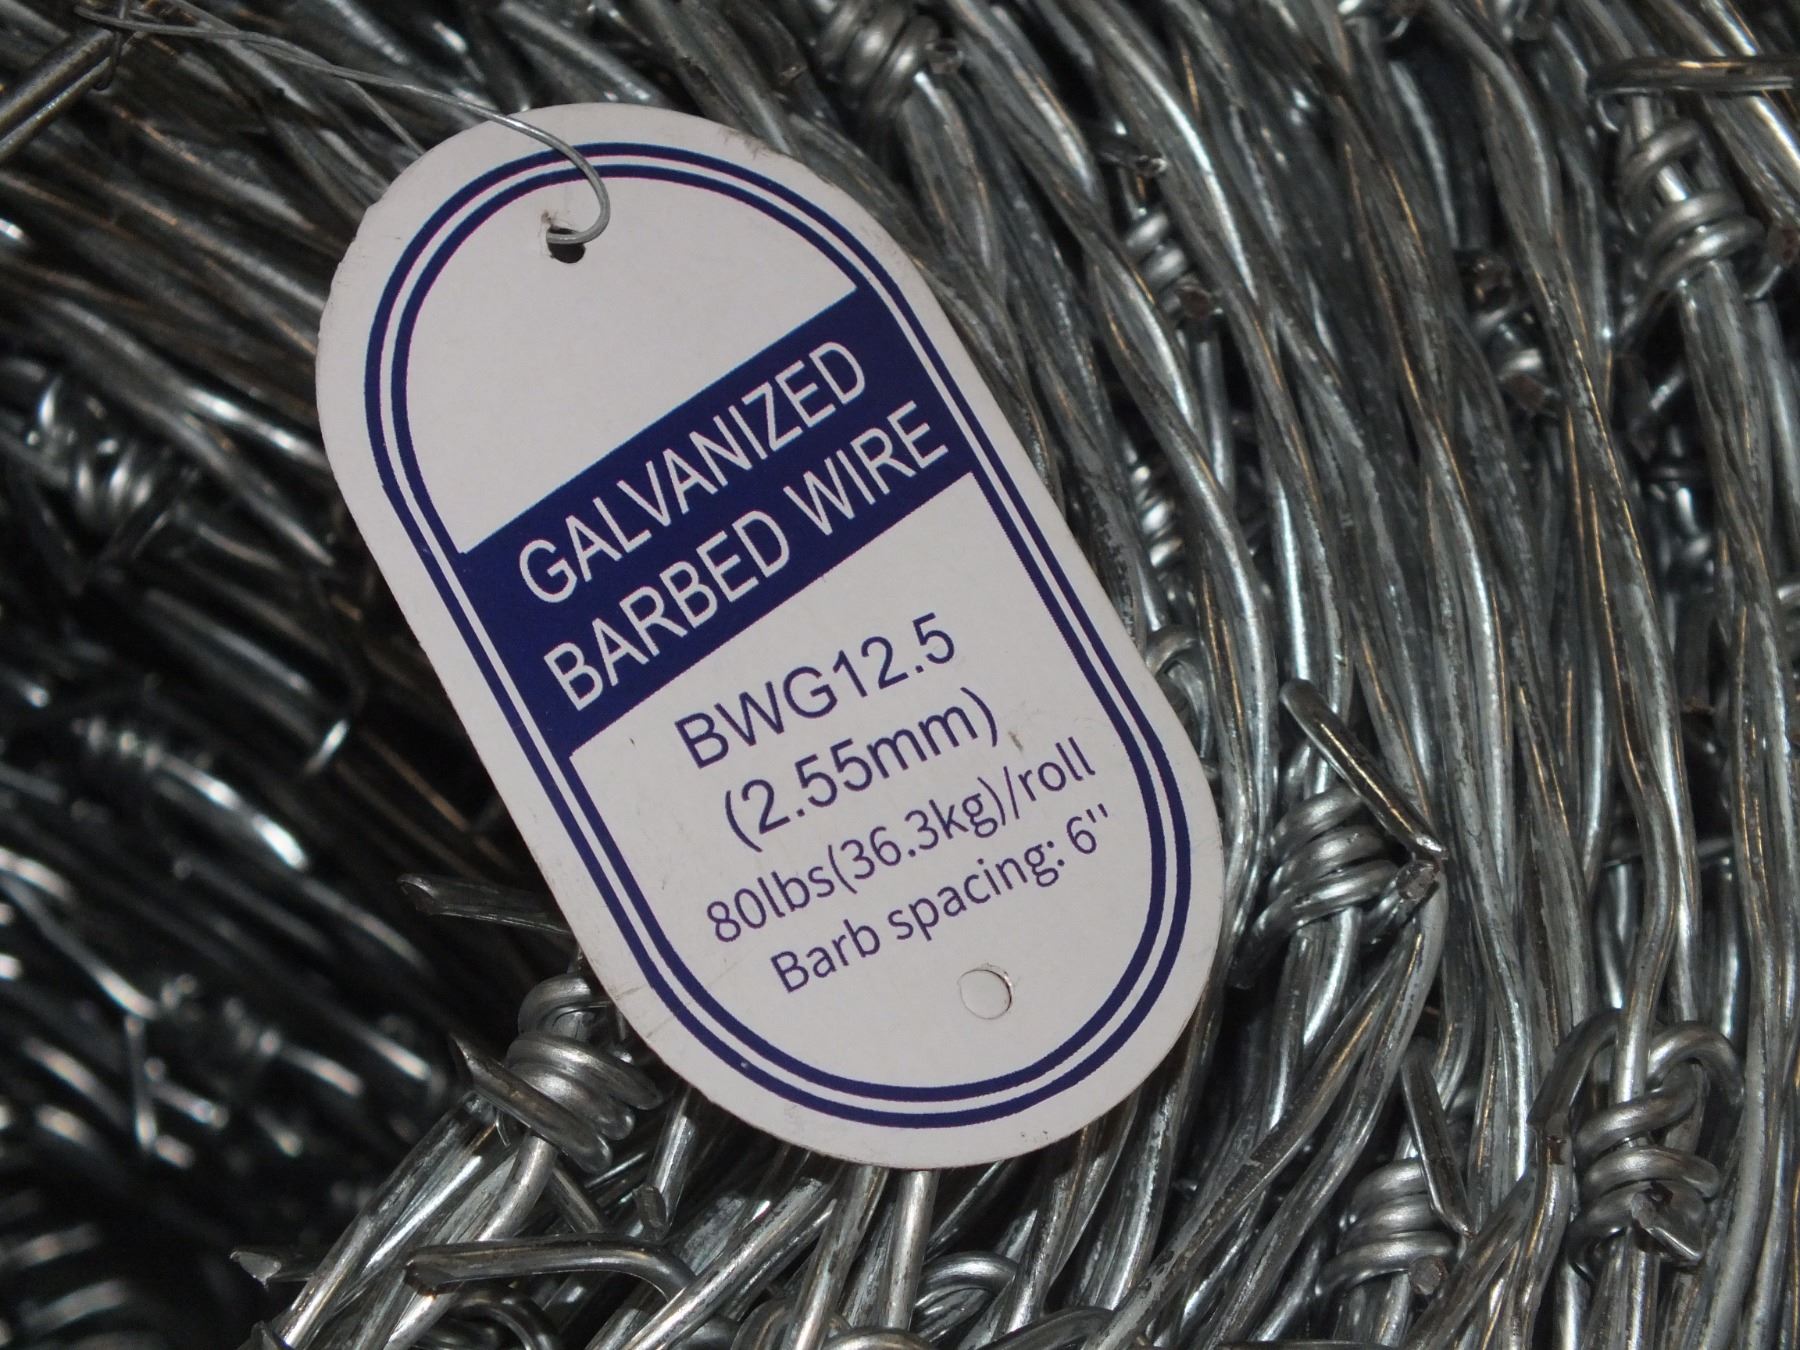 GALVANIZED
BARBED WIRE
BWG12.5
(2.55mm)
80lbs(36.3kg)/roll
Barb spacing: 6''